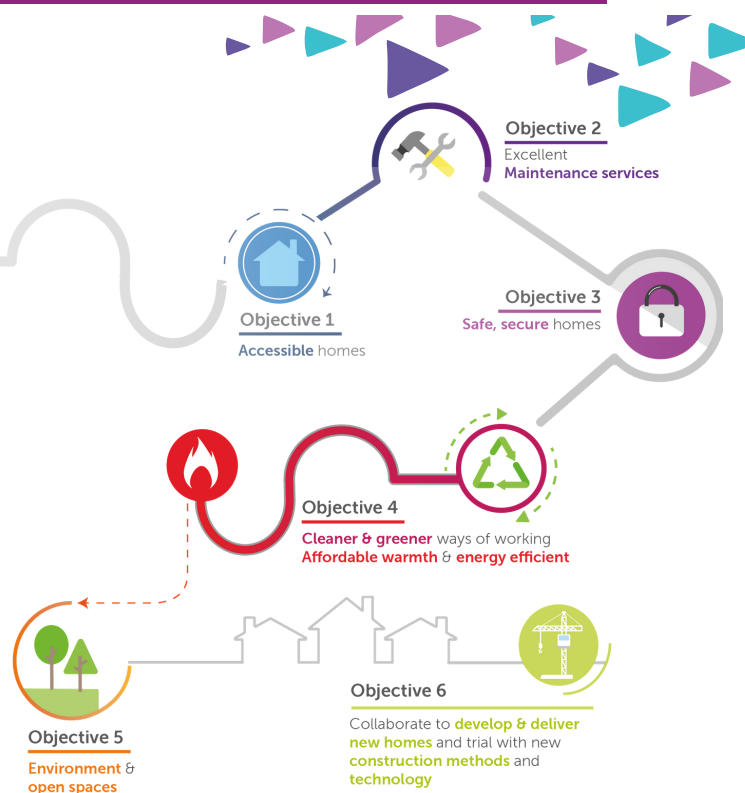 Objective 2
Excellent
Maintenance services
Objective 1
Accessible homes
Objective 3
Safe, secure homes
Objective 4
Cleaner & greener ways of working
Affordable warmth & energy efficient
Objective 5
Environment &
open spaces
Objective 6
Collaborate to develop & deliver
new homes and trial with new
construction methods and
technology